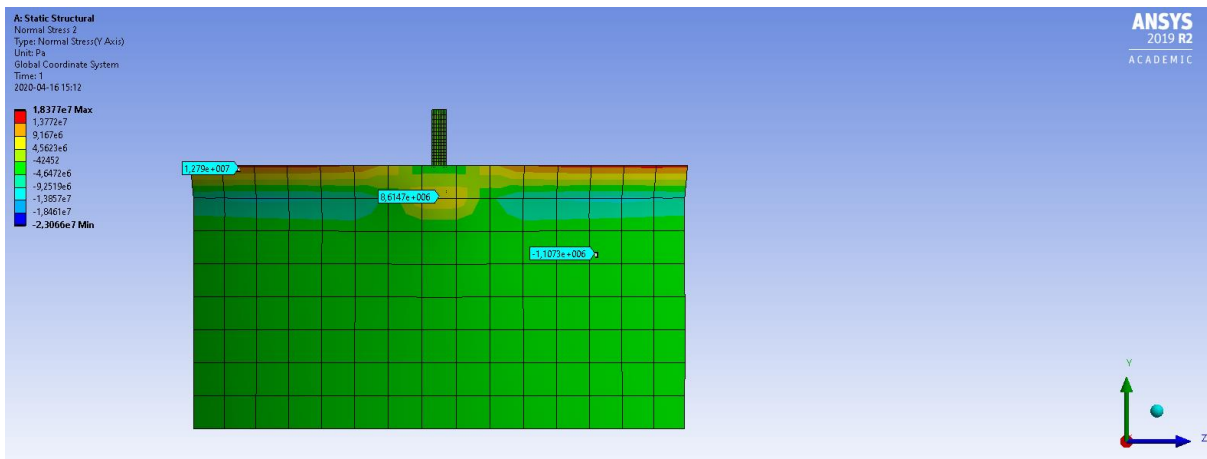 A: Static Structural
Normal Stress 2
Type: Normal Stress(Y Axis)
Unit: Pa
Global Coordinate System
Time: 1
2020-04-16 15:12
1,8377e7 Max
1,3772e7
9,167e6
4,5623e6
-42452
-4,6472e6
-9,2519e6
-1,3857e7
-1,8461e7
-2,3066e7 Min
ANSYS
2019 R2
ACADEMIC
1,279e+007
8,6147e+006
-1,1073e+006
Y
Z